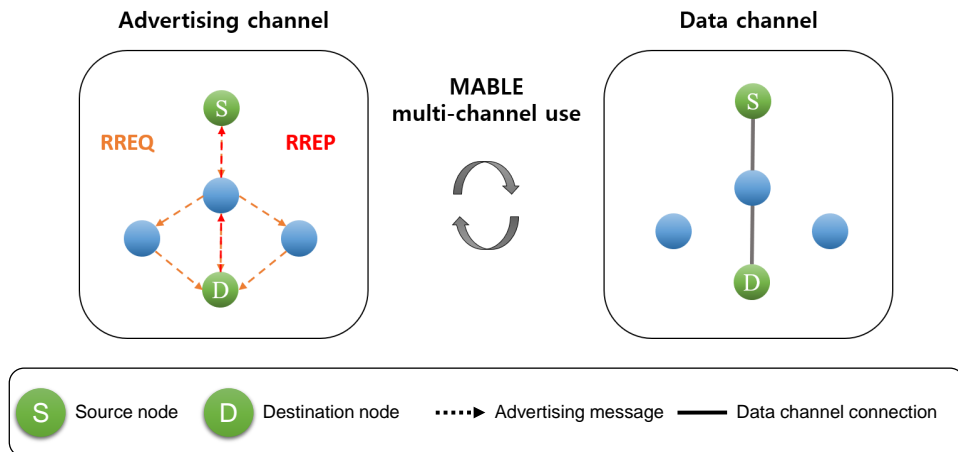 Advertising channel
Data channel
S
RREQ
RREP
D
MABLE
multi-channel use
S
D
S Source node
D Destination node
Advertising message
Data channel connection